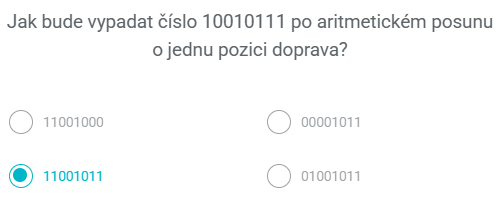 Jak bude vypadat číslo 10010111 po aritmetickém posunu
o jednu pozici doprava?
11001000
00001011
11001011
01001011